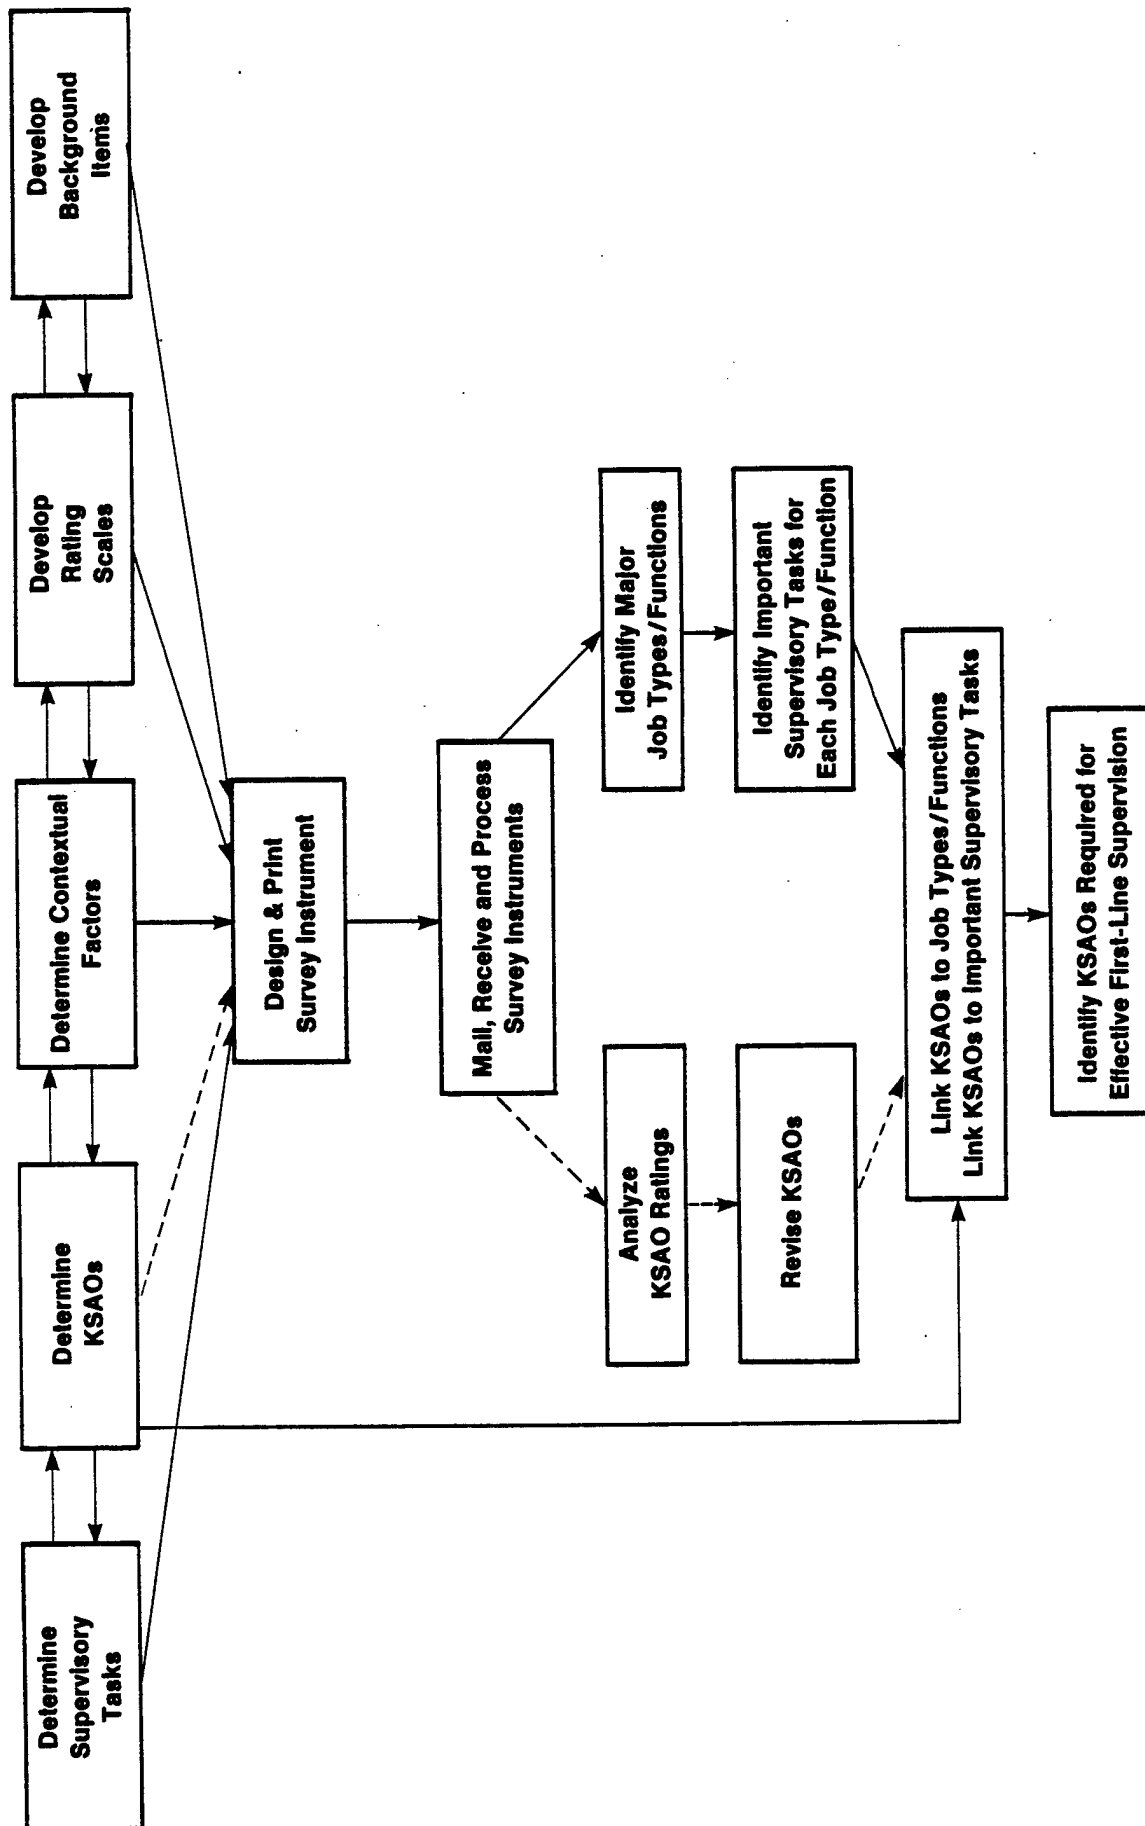 Determine
Supervisory
Tasks
Determine
KSAOs
Determine Contextual
Factors
Develop
Rating
Scales
Develop
Background
Items
Design & Print
Survey Instrument
Mail, Receive and Process
Survey Instruments
Analyze
KSAO Ratings
Identify Major
Job Types/Functions
Revise KSAOs
Identify Important
Supervisory Tasks for
Each Job Type/Function
Link KSAOs to Job Types/Functions
Link KSAOs to Important Supervisory Tasks
Identify KSAOs Required for
Effective First-Line Supervision